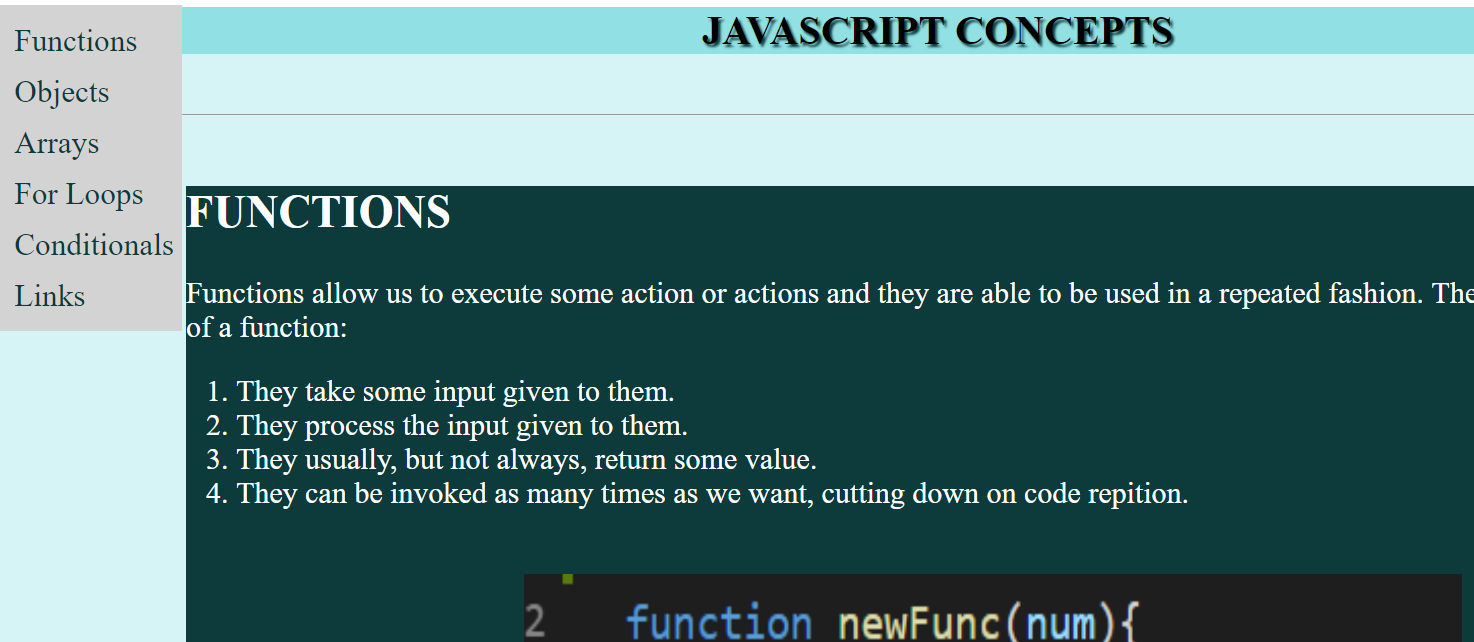 Functions
Objects
Arrays
For Loops
Conditionals
Links
JAVASCRIPT CONCEPTS
FUNCTIONS
Functions allow us to execute some action or actions and they are able to be used in a repeated fashion. The
of a function:
1. They take some input given to them.
2. They process the input given to them.
3. They usually, but not always, return some value.
4. They can be invoked as many times as we want, cutting down on code repition.
2 function newFunc(num){